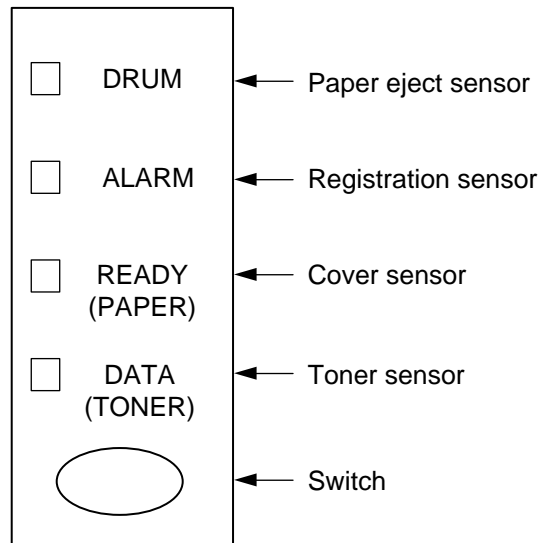 DRUM
Paper eject sensor
ALARM
Registration sensor
READY
(PAPER)
Cover sensor
DATA
(TONER)
Toner sensor
Switch